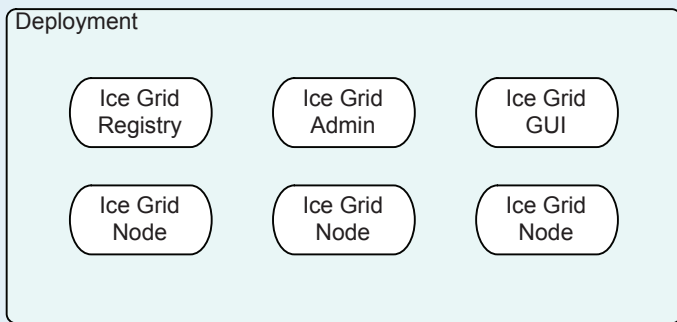 Deployment
Ice Grid
Registry
Ice Grid
Admin
Ice Grid
GUI
Ice Grid
Node
Ice Grid
Node
Ice Grid
Node